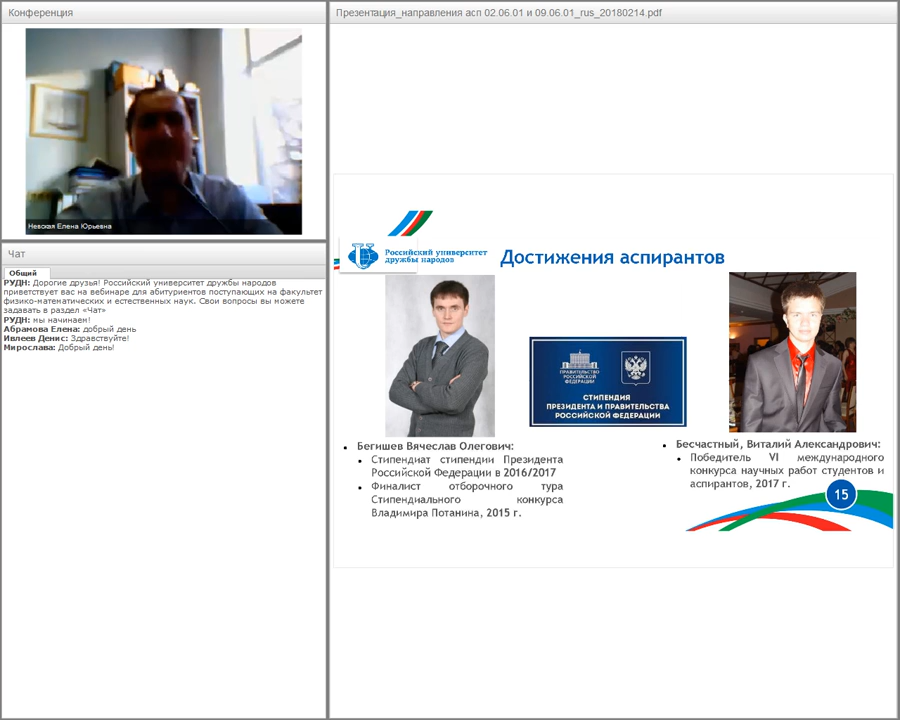 Конференция
Невская Елена Юрьевна
Чат
Общий
РУДН: Дорогие друзья! Российский университет дружбы народов
приветствует вас на вебинаре для абитуриентов поступающих на факультет
физико-математических и естественных наук. Свои вопросы вы можете
задавать в раздел «Чат»
РУДН: мы начинаем!
Абрамова Елена: добрый день
Ивлеев Денис: Здравствуйте!
Мирослава: Добрый день!
Презентация_направления асп 02.06.01 и 09.06.01_rus_20180214.pdf
Российский университет
дружбы народов
Достижения аспирантов
ПРАВИТЕЛЬСТВО
РОССИЙСКОЙ
ФЕДЕРАЦИИ
СТИПЕНДИЯ
ПРЕЗИДЕНТА И ПРАВИТЕЛЬСТВА
РОССИЙСКОЙ ФЕДЕРАЦИИ
• Бегишев Вячеслав Олегович:
• Стипендиат стипендии Президента
Российской Федерации в 2016/2017
• Финалист отборочного тура
Стипендиального конкурса
Владимира Потанина, 2015 г.
• Бесчастный, Виталий Александрович:
• Победитель VI международного
конкурса научных работ студентов и
аспирантов, 2017 г.
15